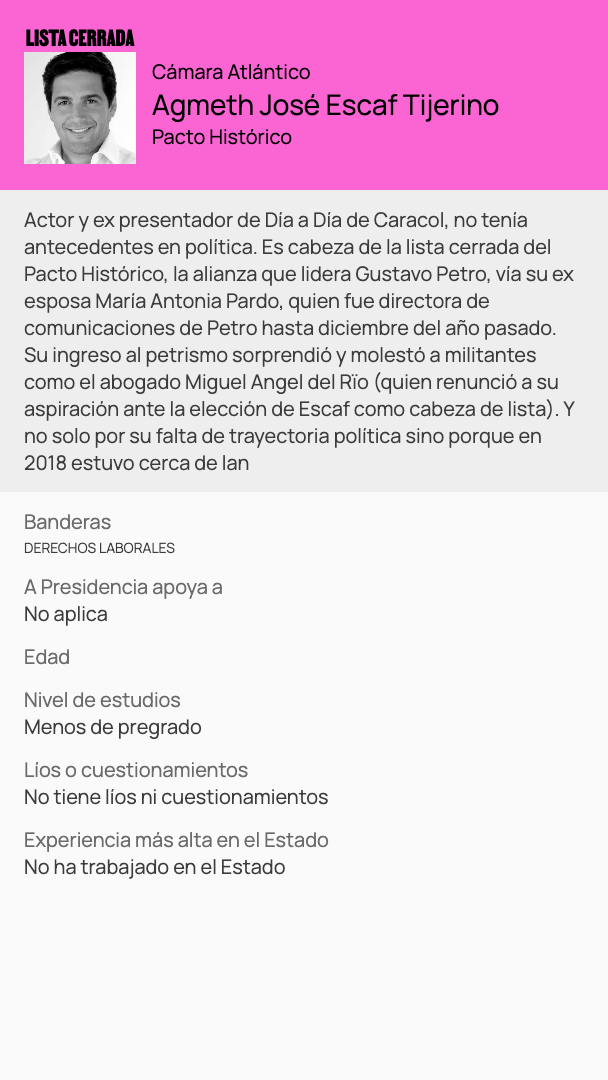 LISTA CERRADA
Cámara Atlántico
Agmeth José Escaf Tijerino
Pacto Histórico
Actor y ex presentador de Día a Día de Caracol, no tenía
antecedentes en política. Es cabeza de la lista cerrada del
Pacto Histórico, la alianza que lidera Gustavo Petro, vía su ex
esposa María Antonia Pardo, quien fue directora de
comunicaciones de Petro hasta diciembre del año pasado.
Su ingreso al petrismo sorprendió y molestó a militantes
como el abogado Miguel Angel del Rïo (quien renunció a su
aspiración ante la elección de Escaf como cabeza de lista). Y
no solo por su falta de trayectoria política sino porque en
2018 estuvo cerca de lan
Banderas
DERECHOS LABORALES
A Presidencia apoya a
No aplica
Edad
Nivel de estudios
Menos de pregrado
Líos o cuestionamientos
No tiene líos ni cuestionamientos
Experiencia más alta en el Estado
No ha trabajado en el Estado